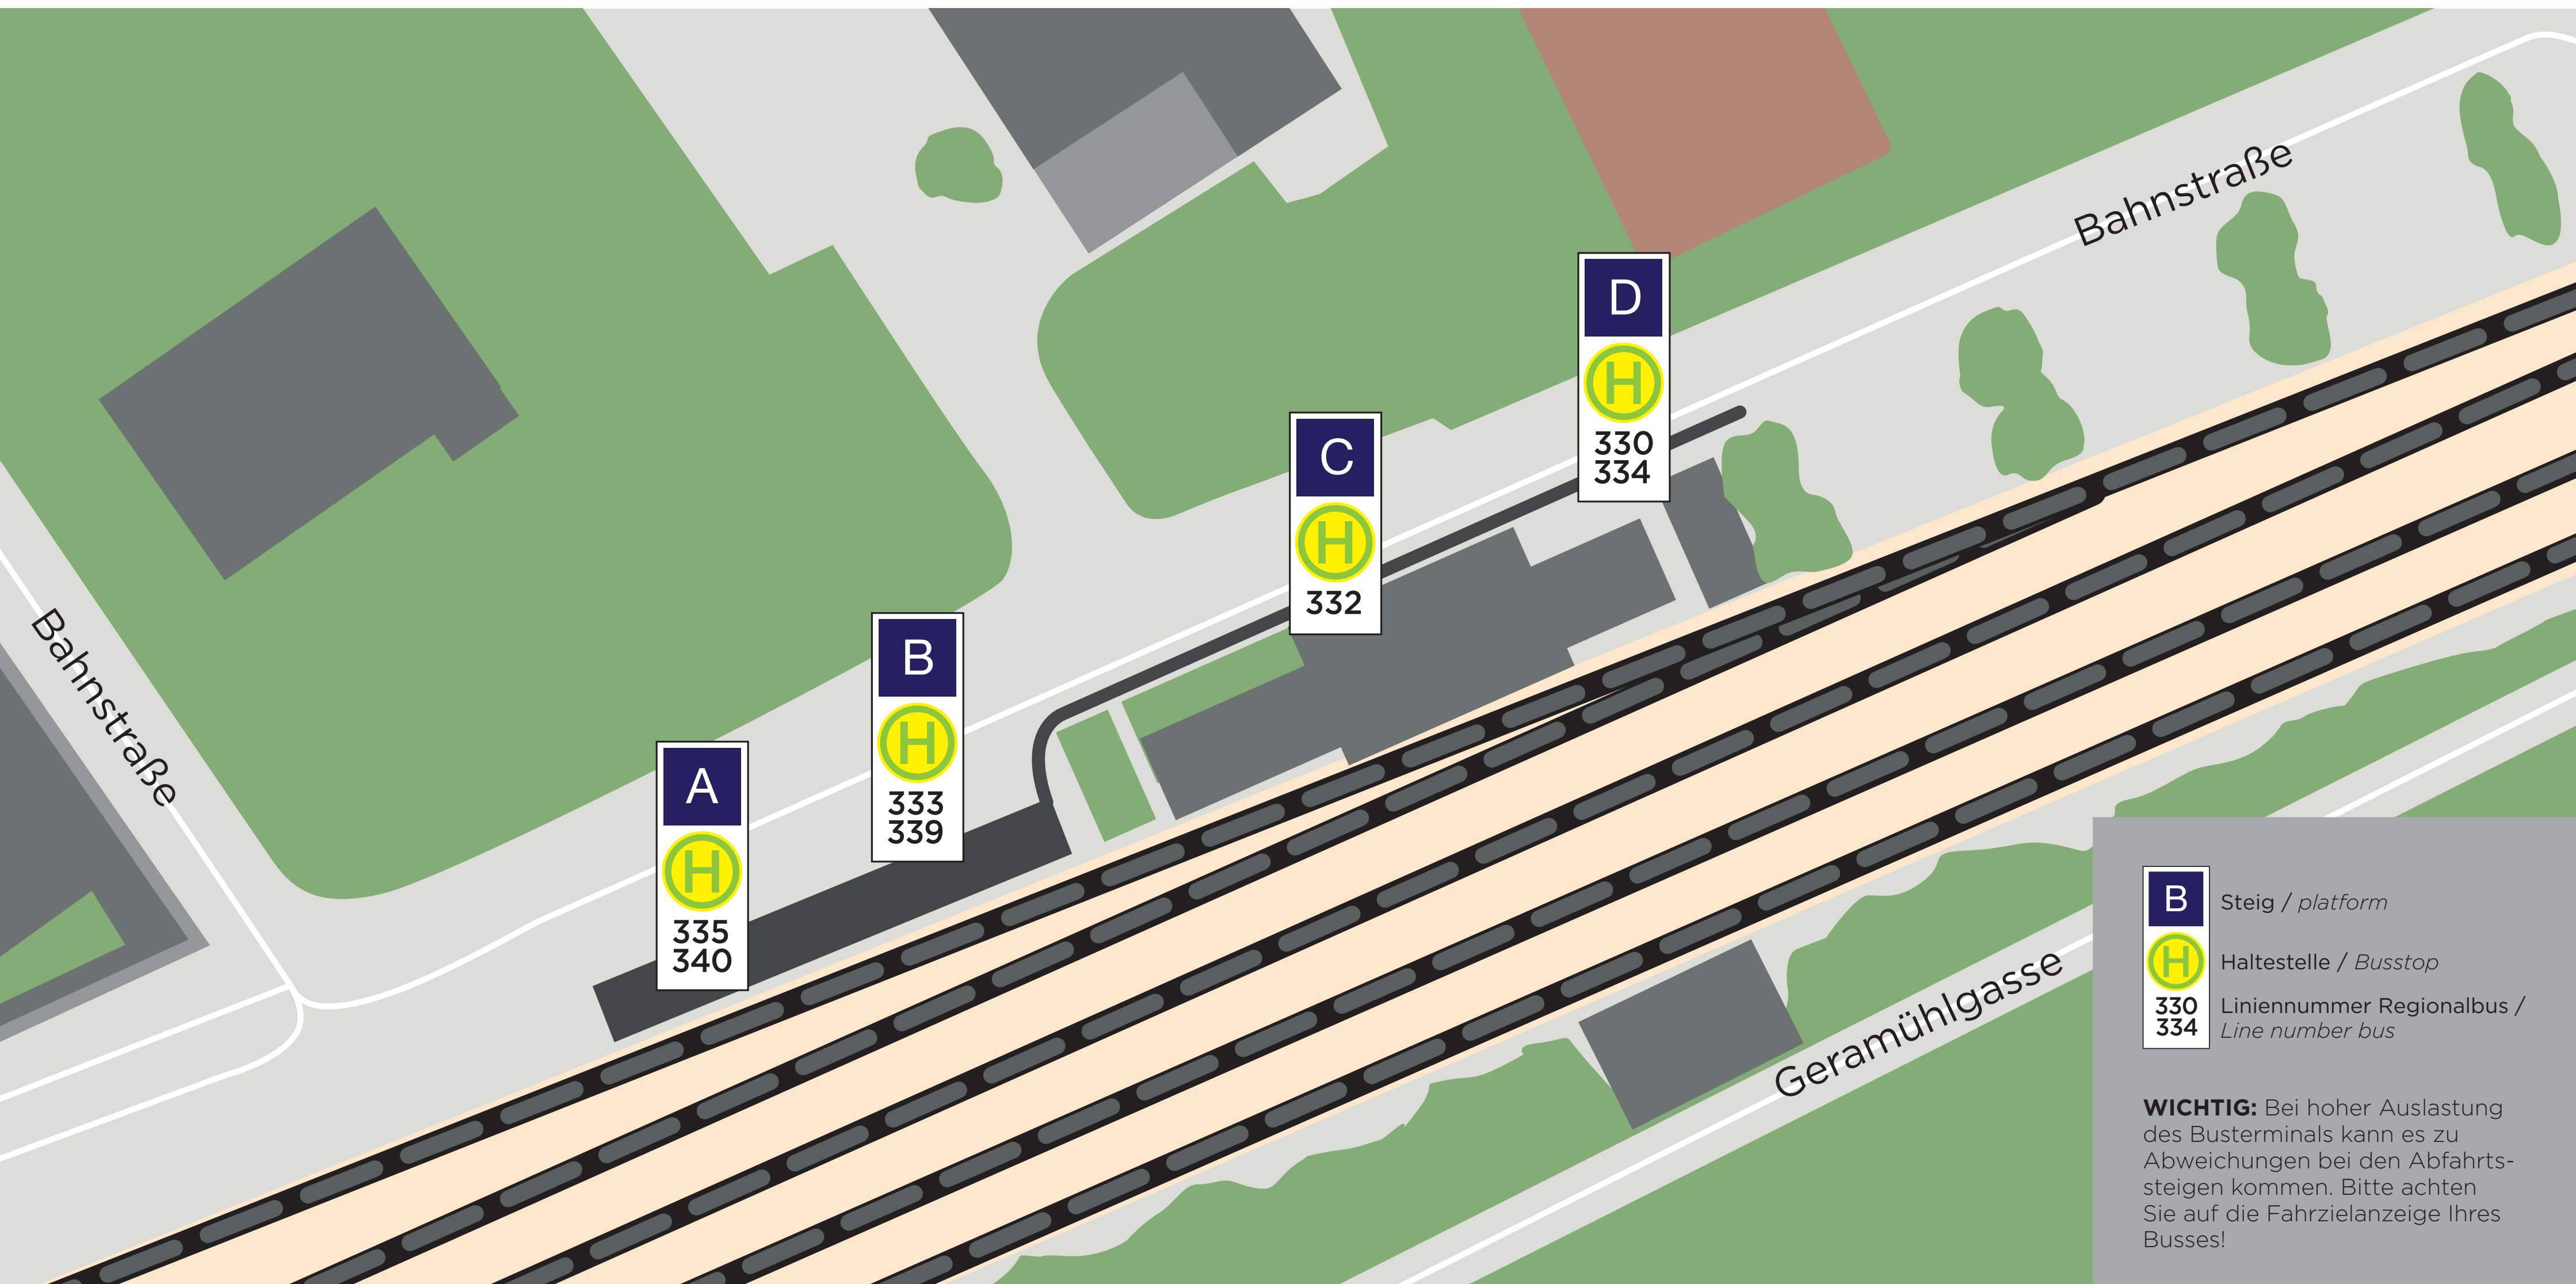 Bahnstraße
D
H
330
334
C
H
332
Bahnstraße
B
H
333
339
A
H
335
340
Geramühlgasse
B
Steig / platform
H
Haltestelle / Busstop
330
334
Liniennummer Regionalbus /
Line number bus
WICHTIG: Bei hoher Auslastung
des Busterminals kann es zu
Abweichungen bei den Abfahrts-
steigen kommen. Bitte achten
Sie auf die Fahrzielanzeige Ihres
Busses!